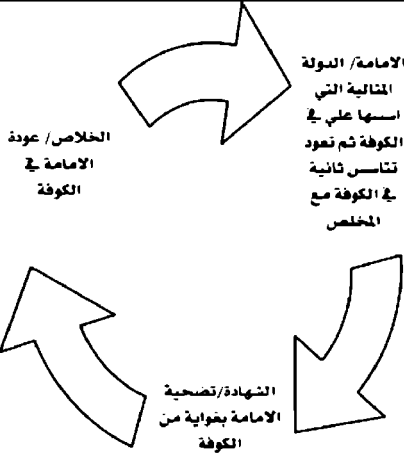 الامامة/ الدولة
المثالية التي
اسسها علي في
الكوفة ثم تعود
تتاسس ثانية
في الكوفة مع
المخلص
الشهادة/تضحية
الامامة بغواية من
الكوفة
الخلاص/ عودة
الامامة في
الكوفة